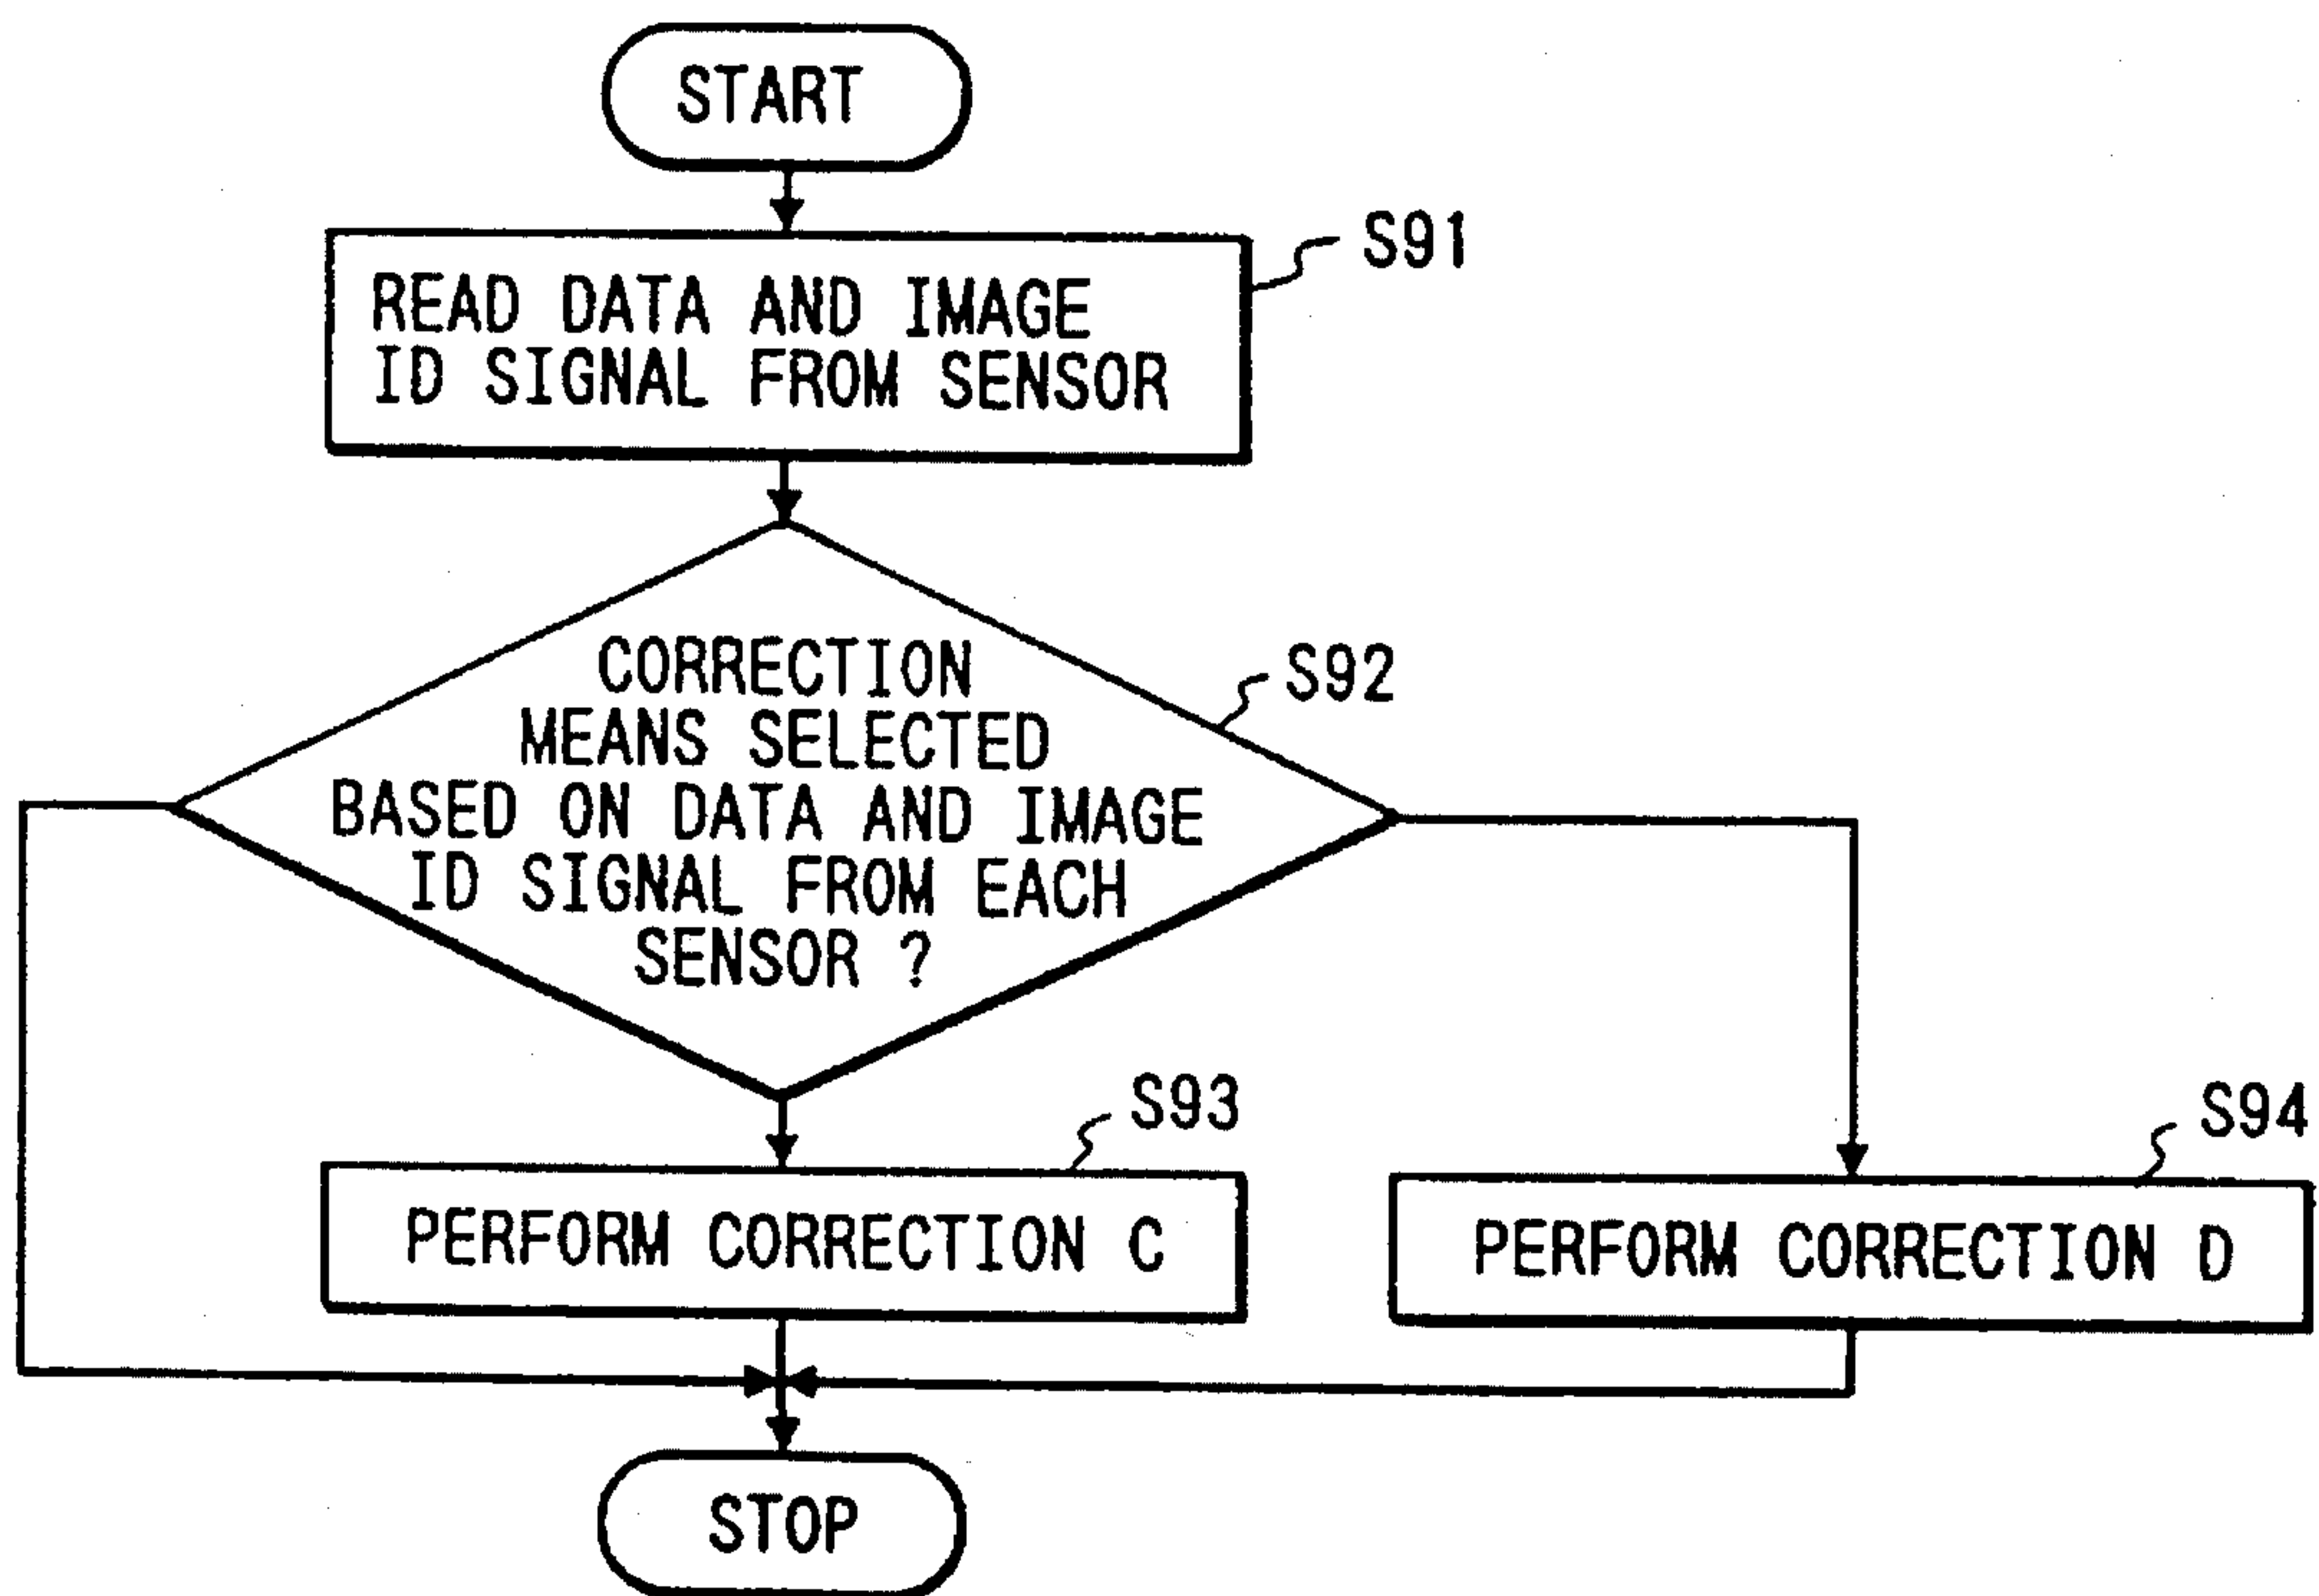 START
S91
READ DATA AND IMAGE
ID SIGNAL FROM SENSOR
S92
CORRECTION
MEANS SELECTED
BASED ON DATA AND IMAGE
ID SIGNAL FROM EACH
SENSOR ?
S93
PERFORM CORRECTION C
S94
PERFORM CORRECTION D
STOP